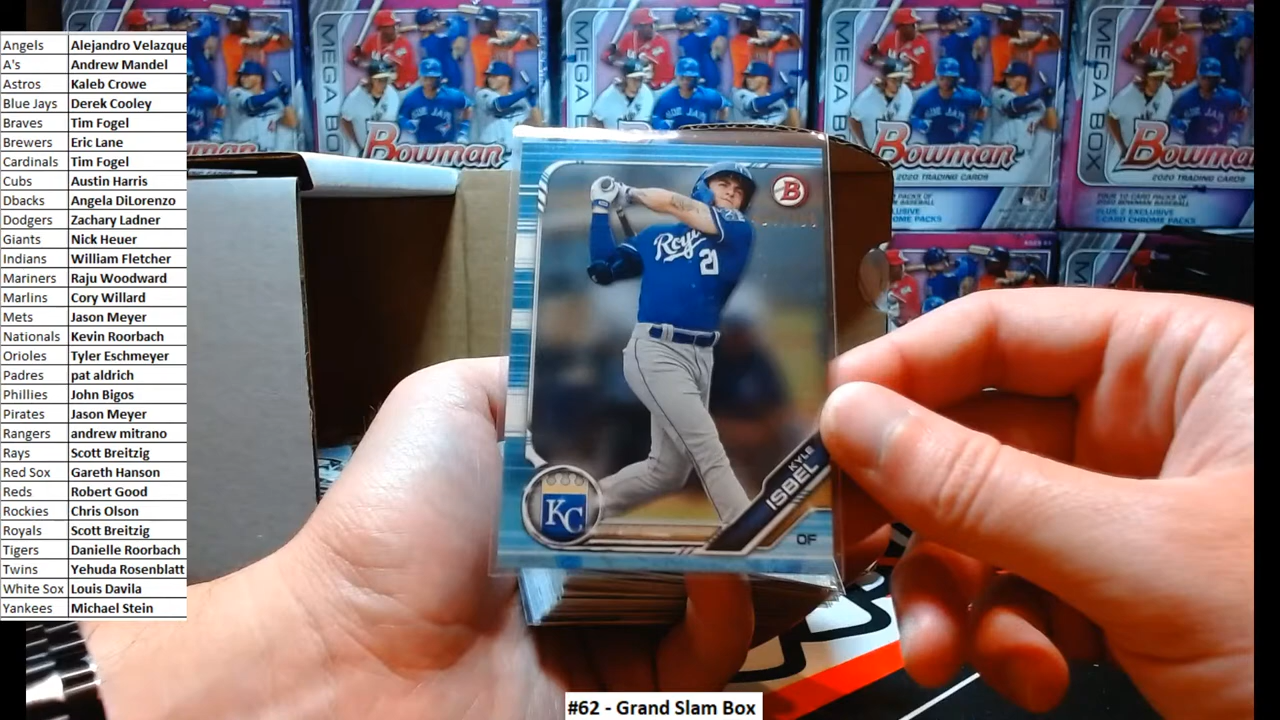 Angels Alejandro Velazque
A's Andrew Mandel
Astros Kaleb Crowe
Blue Jays Derek Cooley
Braves Tim Fogel
Brewers Eric Lane
Cardinals Tim Fogel
Cubs Austin Harris
Dbacks Angela DiLorenzo
Dodgers Zachary Ladner
Giants Nick Heuer
Indians William Fletcher
Mariners Raju Woodward
Marlins Cory Willard
Mets Jason Meyer
Nationals Kevin Roorbach
Orioles Tyler Eschmeyer
Padres pat aldrich
Phillies John Bigos
Pirates Jason Meyer
Rangers andrew mitrano
Rays Scott Breitzig
Red Sox Gareth Hanson
Reds Robert Good
Rockies Chris Olson
Royals Scott Breitzig
Tigers Danielle Roorbach
Twins Yehuda Rosenblatt
White Sox Louis Davila
Yankees Michael Stein
MEGA
MEGA
MEGA
MEGA BOX
Bowman
Bowman
Bowman
Bowman
2020 TRADING CARDS
2020 TRADING CARDS
PLUS 2 EXCLUSIVE
B
Royals
21
KC
KYLE
ISBEL
OF
#62 - Grand Slam Box